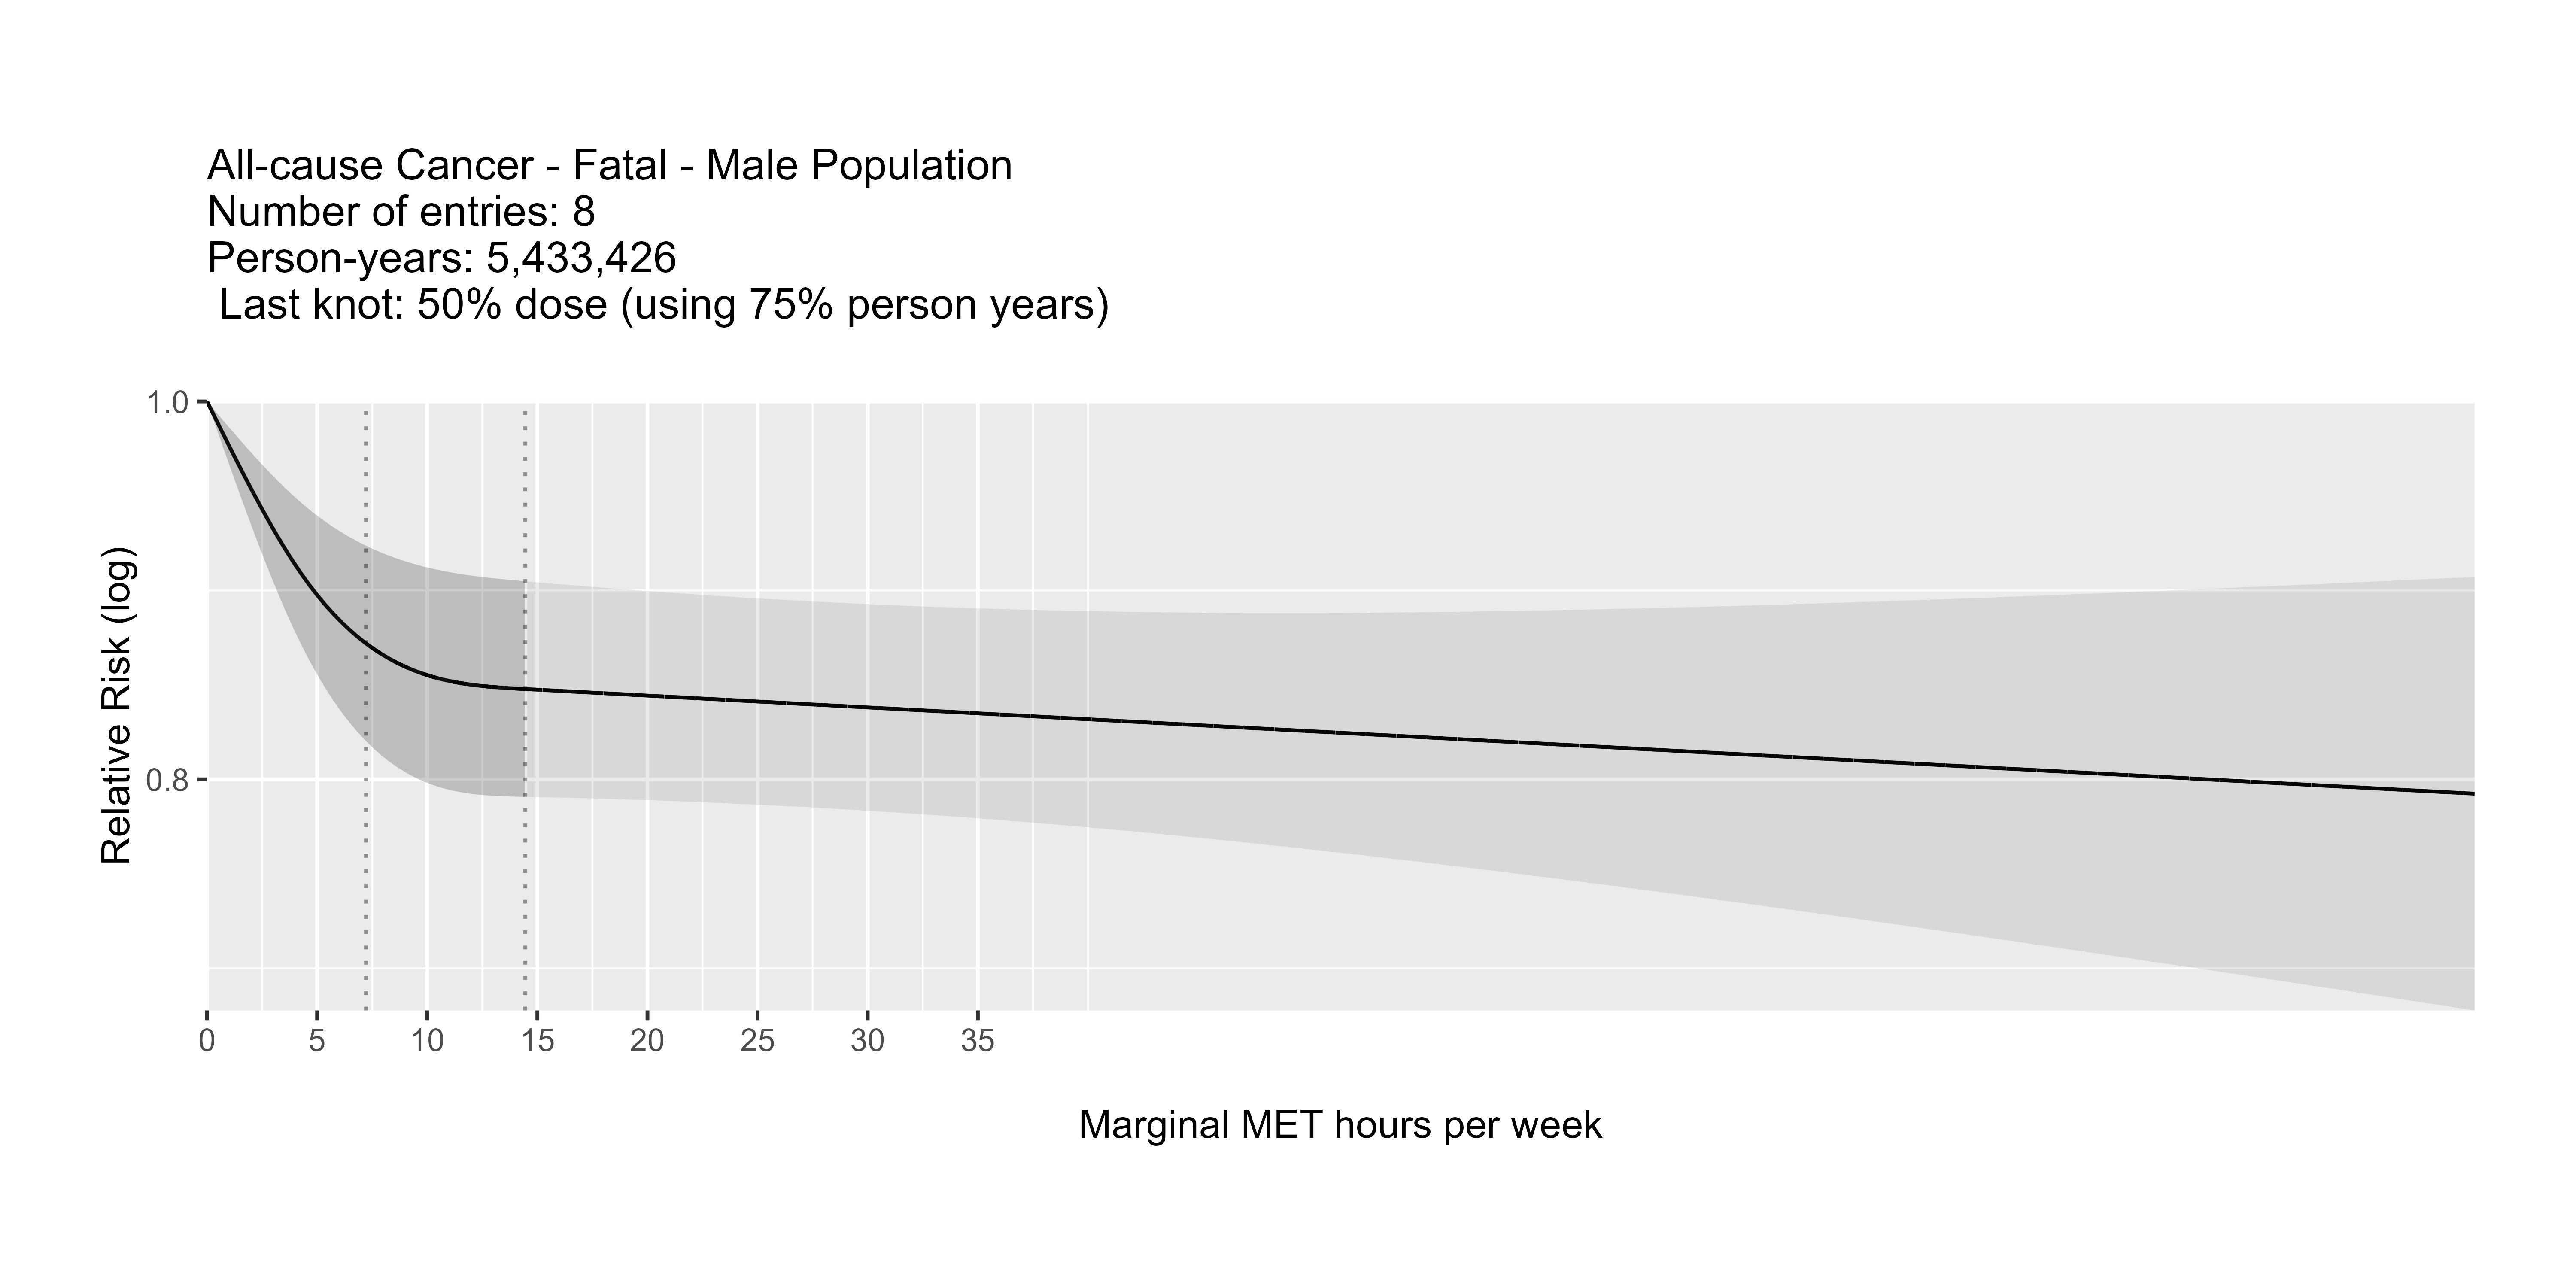 All-cause Cancer - Fatal - Male Population
Number of entries: 8
Person-years: 5,433,426
Last knot: 50% dose (using 75% person years)
1.0
0.8
Relative Risk (log)
0 5 10 15 20 25 30 35
Marginal MET hours per week